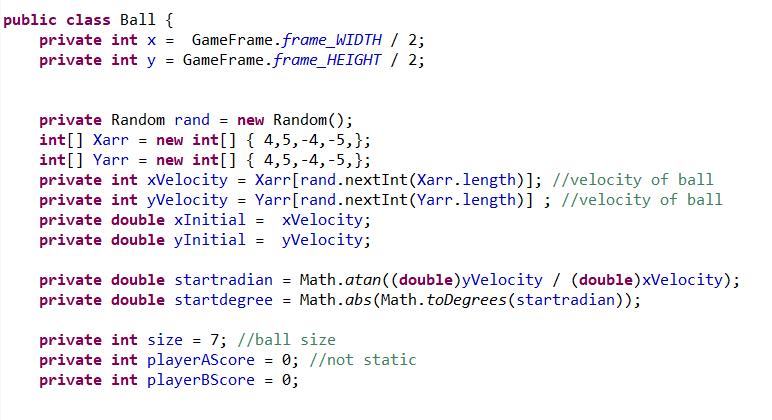 public class Ball {
    private int x =  GameFrame.frame_WIDTH / 2;
    private int y = GameFrame.frame_HEIGHT / 2;
    private Random rand = new Random();
    int[] Xarr = new int[] { 4,5,-4,-5,};
    int[] Yarr = new int[] { 4,5,-4,-5,};
    private int xVelocity = Xarr[rand.nextInt(Xarr.length)]; //velocity of ball
    private int yVelocity = Yarr[rand.nextInt(Yarr.length)] ; //velocity of ball
    private double xInitial =  xVelocity;
    private double yInitial =  yVelocity;
    private double startradian = Math.atan((double)yVelocity / (double)xVelocity);
    private double startdegree = Math.abs(Math.toDegrees(startradian));
    private int size = 7; //ball size
    private int playerAScore = 0; //not static
    private int playerBScore = 0;